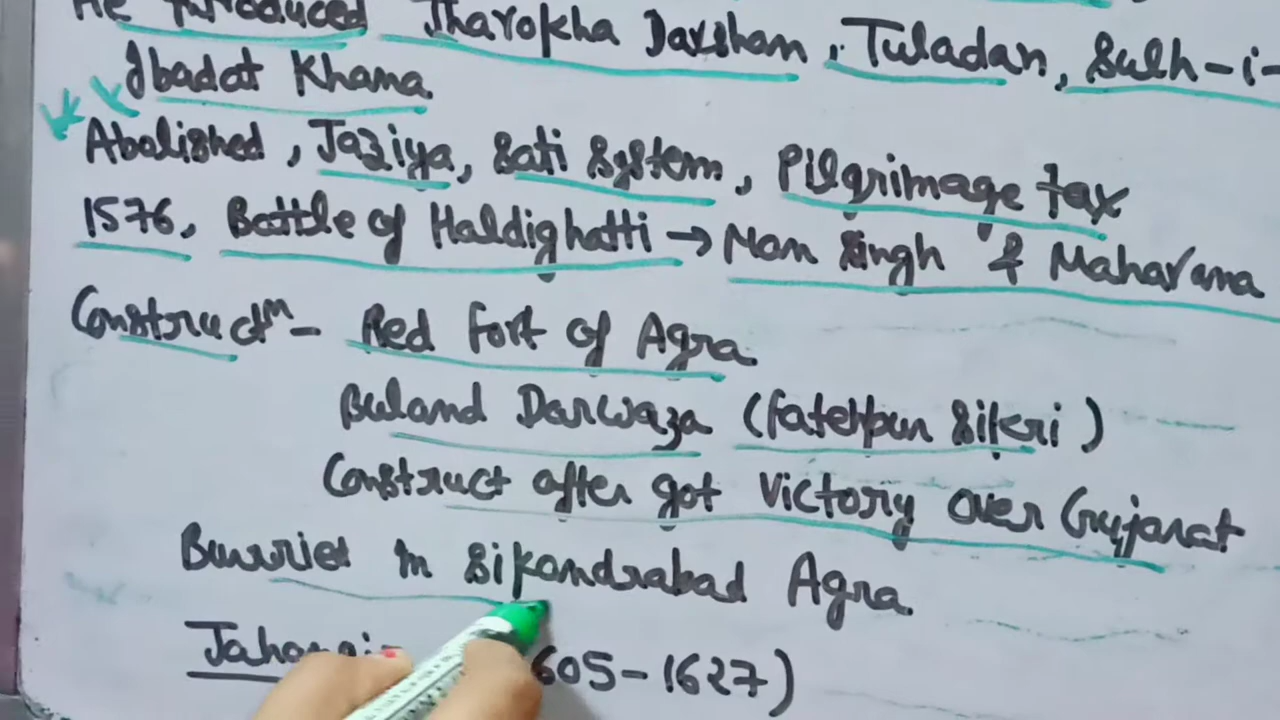 He introduced Jharokha Darshan, Tuladan, Sulh-i-
Ibadat Khana
Abolished, Jaziya, Sati System, Pilgrimage tax
1576, Battle of Haldighatti → Man Singh & Maharana
Constructn - Red fort of Agra
Buland Darwaza (fatehpur Sikri)
Construct after got Victory over Gujarat
Burried in Sikandrabad Agra
605-1627)